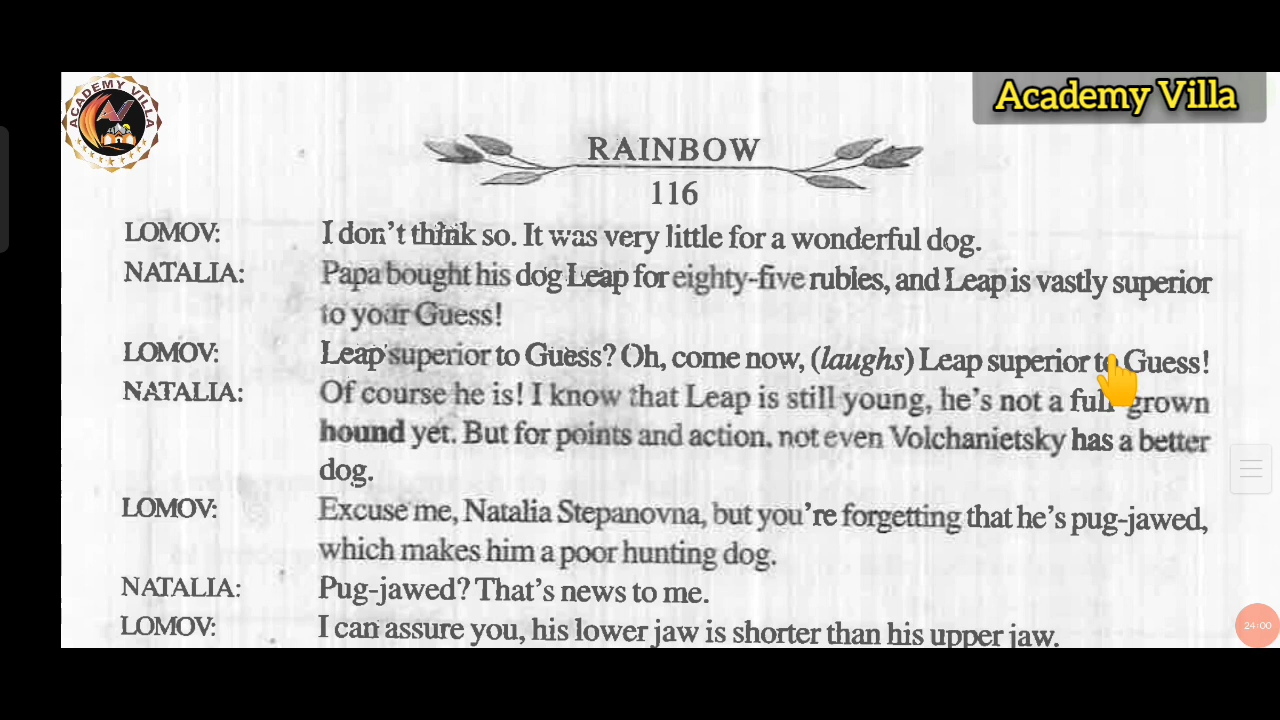 ACADEMY VILLA
Academy Villa
RAINBOW
116
LOMOV: I don't think so. It was very little for a wonderful dog.
NATALIA: Papa bought his dog Leap for eighty-five rubles, and Leap is vastly superior
to your Guess!
LOMOV: Leap superior to Guess? Oh, come now, (laughs) Leap superior to Guess!
NATALIA: Of course he is! I know that Leap is still young, he's not a full grown
hound yet. But for points and action, not even Volchanietsky has a better
dog.
LOMOV: Excuse me, Natalia Stepanovna, but you're forgetting that he's pug-jawed,
which makes him a poor hunting dog.
NATALIA: Pug-jawed? That's news to me.
LOMOV: I can assure you, his lower jaw is shorter than his upper jaw.
24:00